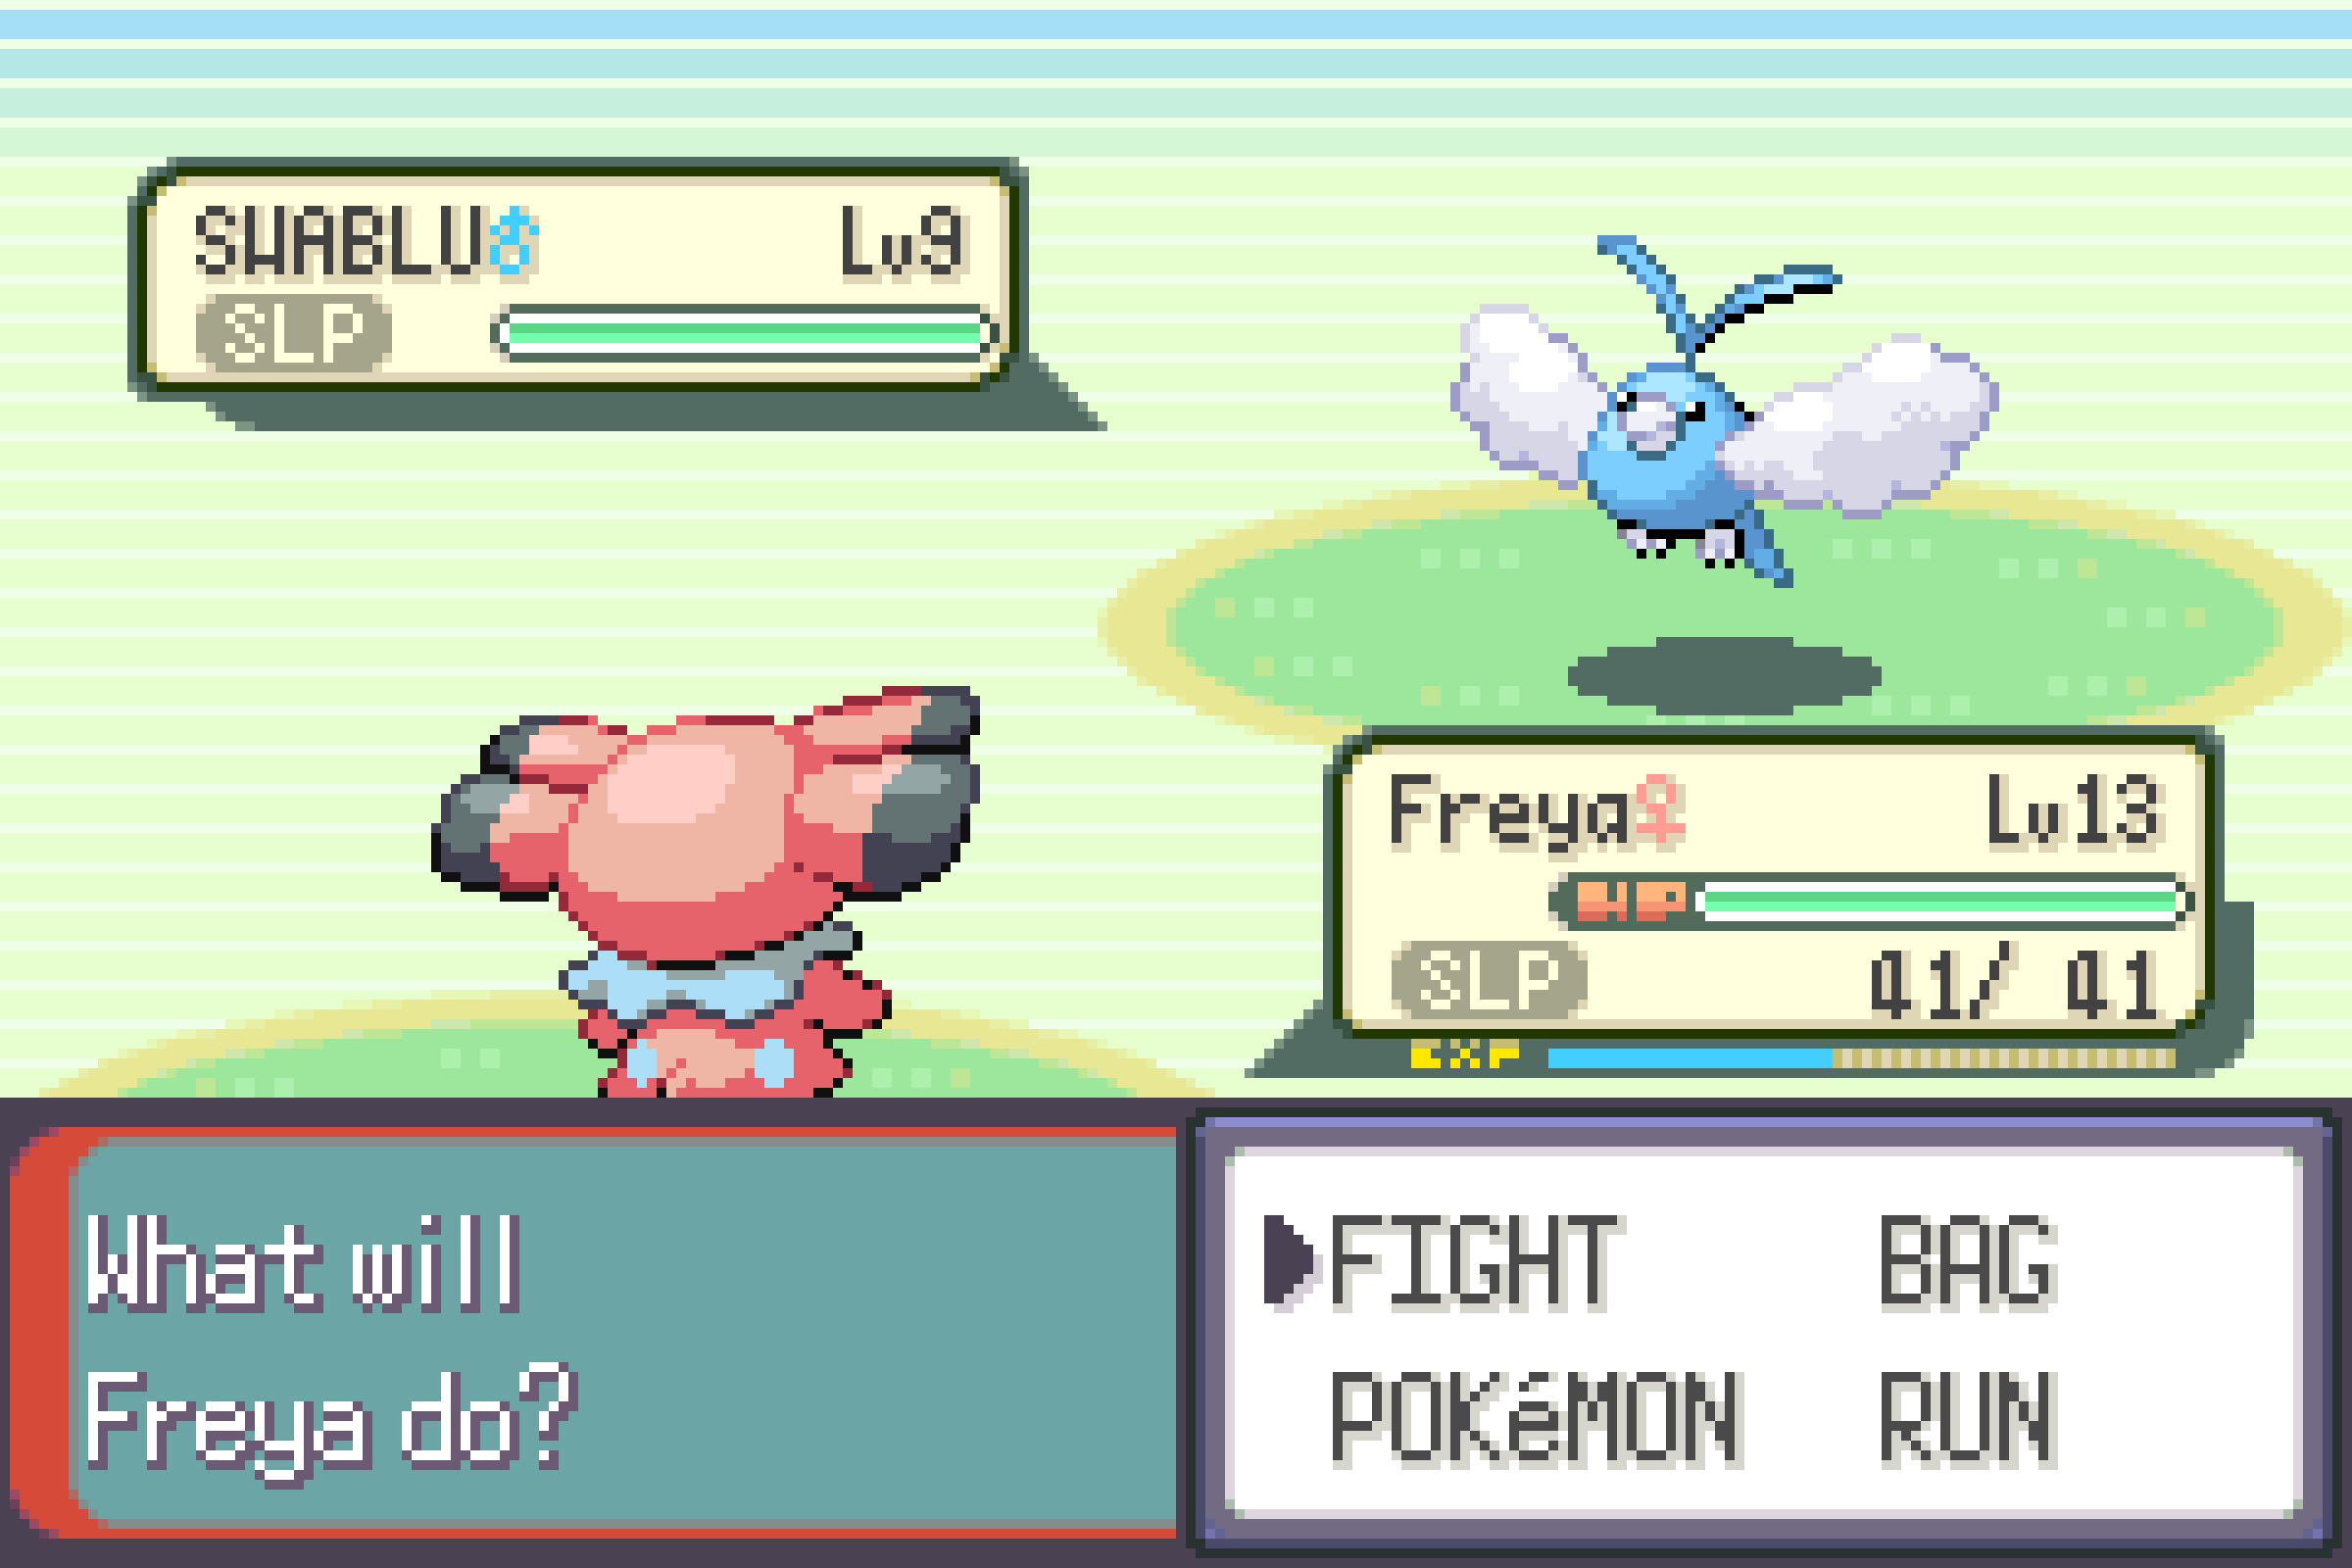 SWABLU♂ Lv9
SLP
Freya♀ Lv13
HP
SLP 41/ 41
EXP
What will
Freya do?
FIGHT BAG
POKéMON RUN